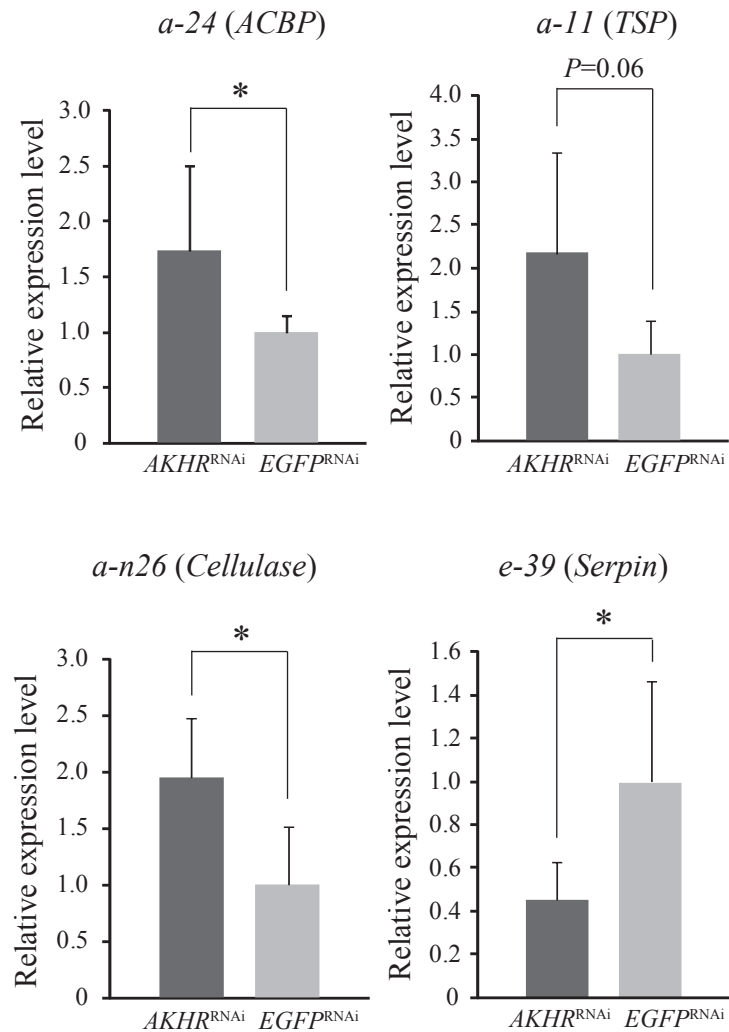 a-24 (ACBP)
*
Relative expression level
3.0
2.5
2.0
1.5
1.0
0.5
0
AKHRRNAi EGFPRNAi
a-11 (TSP)
P=0.06
Relative expression level
4.0
3.5
3.0
2.5
2.0
1.5
1.0
0.5
0
AKHRRNAi EGFPRNAi
a-n26 (Cellulase)
*
Relative expression level
3.0
2.5
2.0
1.5
1.0
0.5
0
AKHRRNAi EGFPRNAi
e-39 (Serpin)
*
Relative expression level
1.6
1.4
1.2
1.0
0.8
0.6
0.4
0.2
0
AKHRRNAi EGFPRNAi